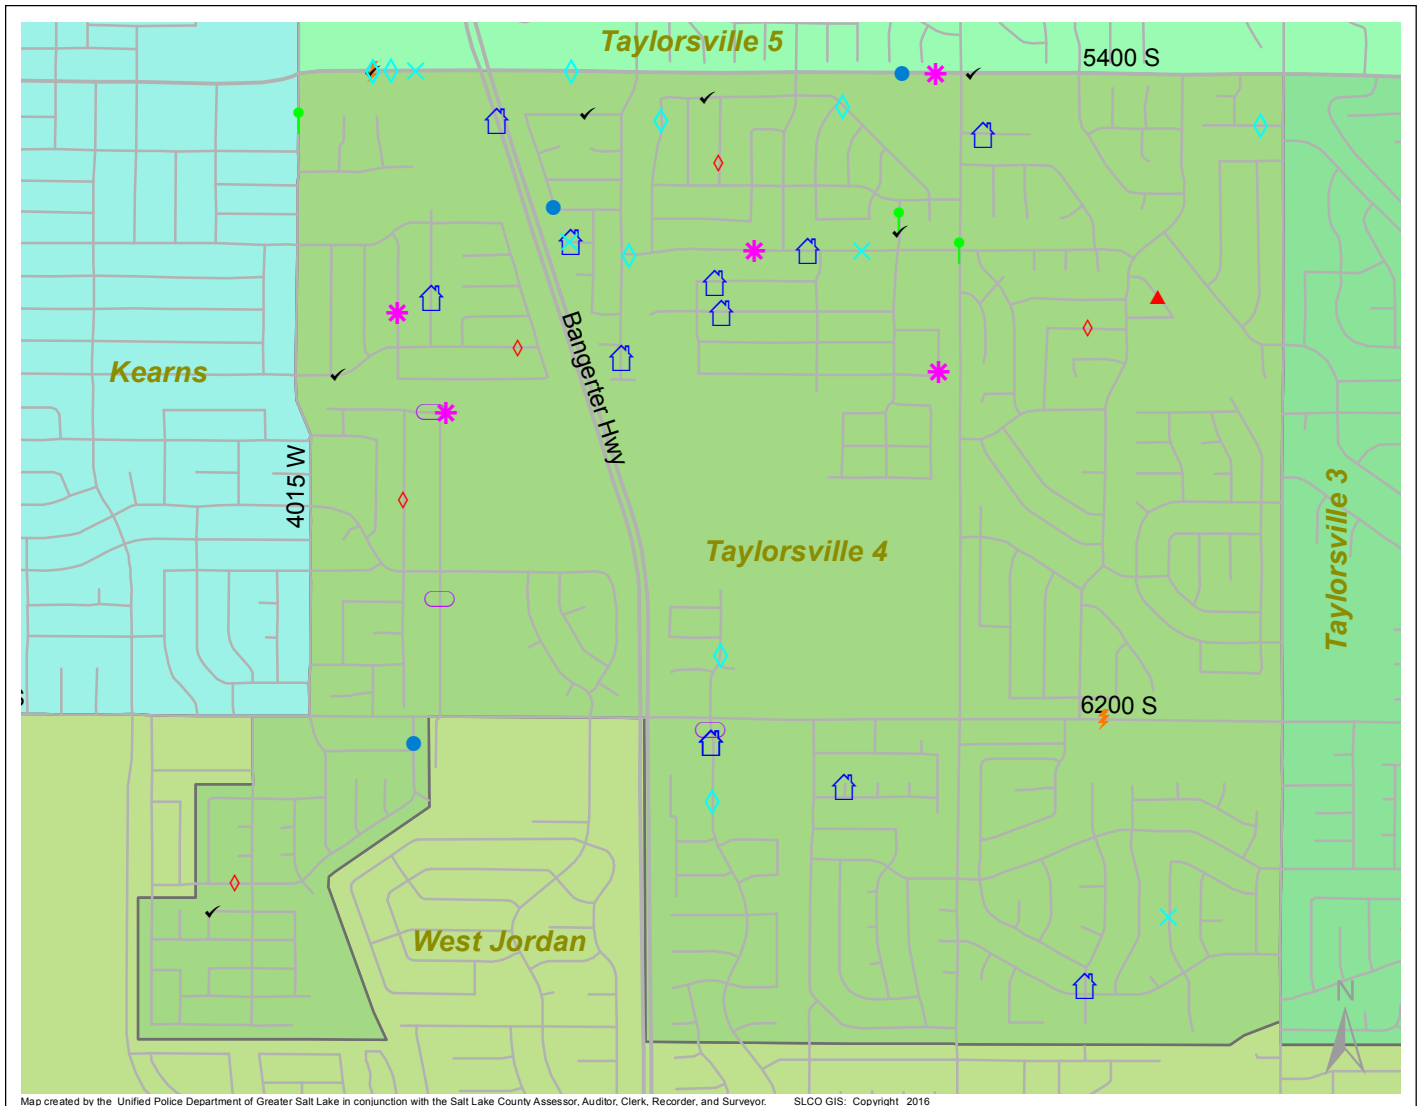 Taylorsville 5
5400 S
Kearns
Bangerter Hwy
4015 W
Taylorsville 4
Taylorsville 3
6200 S
West Jordan
N
Map created by the Unified Police Department of Greater Salt Lake in conjunction with the Salt Lake County Assessor, Auditor, Clerk, Recorder, and Surveyor. SLCO GIS: Copyright 2016